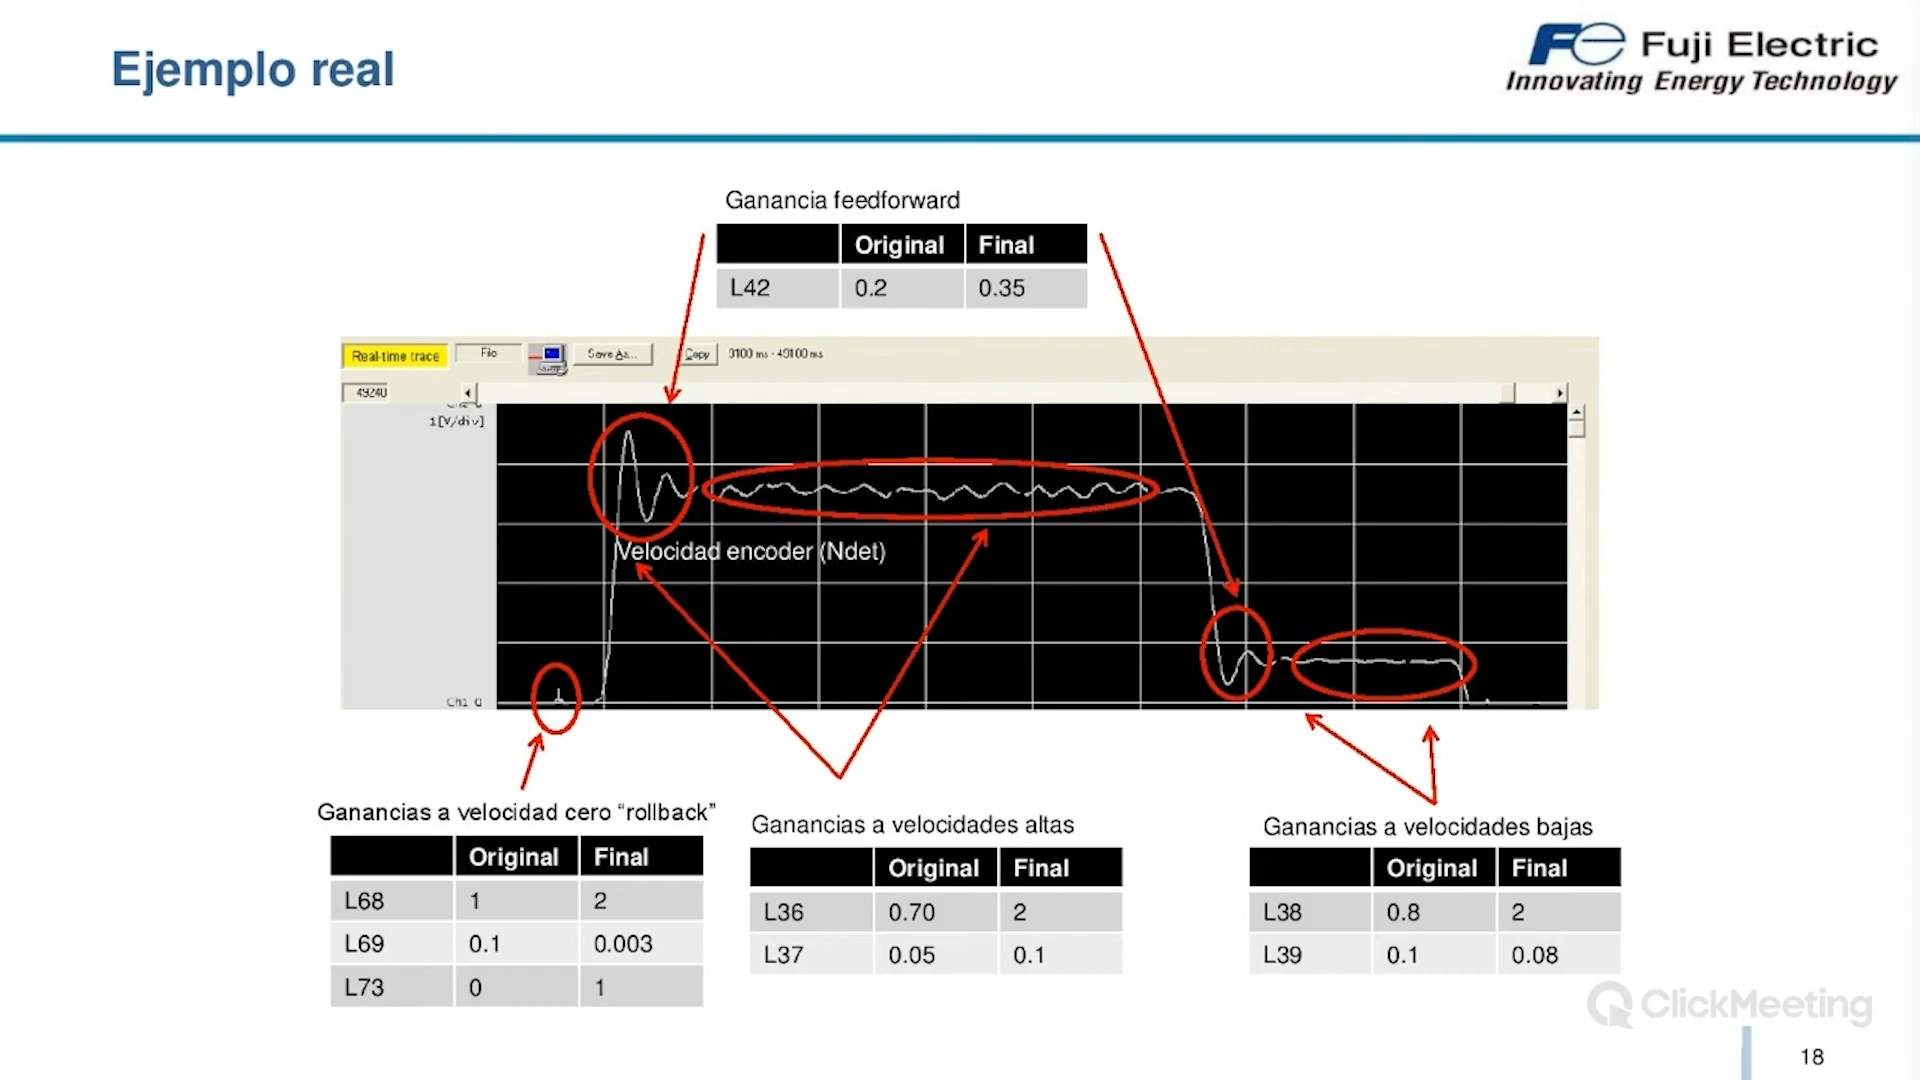 Ejemplo real
Fuji Electric
Innovating Energy Technology
Ganancia feedforward
Original Final
L42 0.2 0.35
Real-time trace File Save As... Copy
49240
1[V/div]
Velocidad encoder (Ndet)
Ch1 0
Ganancias a velocidad cero “rollback”
Original Final
L68 1 2
L69 0.1 0.003
L73 0 1
Ganancias a velocidades altas
Original Final
L36 0.70 2
L37 0.05 0.1
Ganancias a velocidades bajas
Original Final
L38 0.8 2
L39 0.1 0.08
ClickMeeting
18